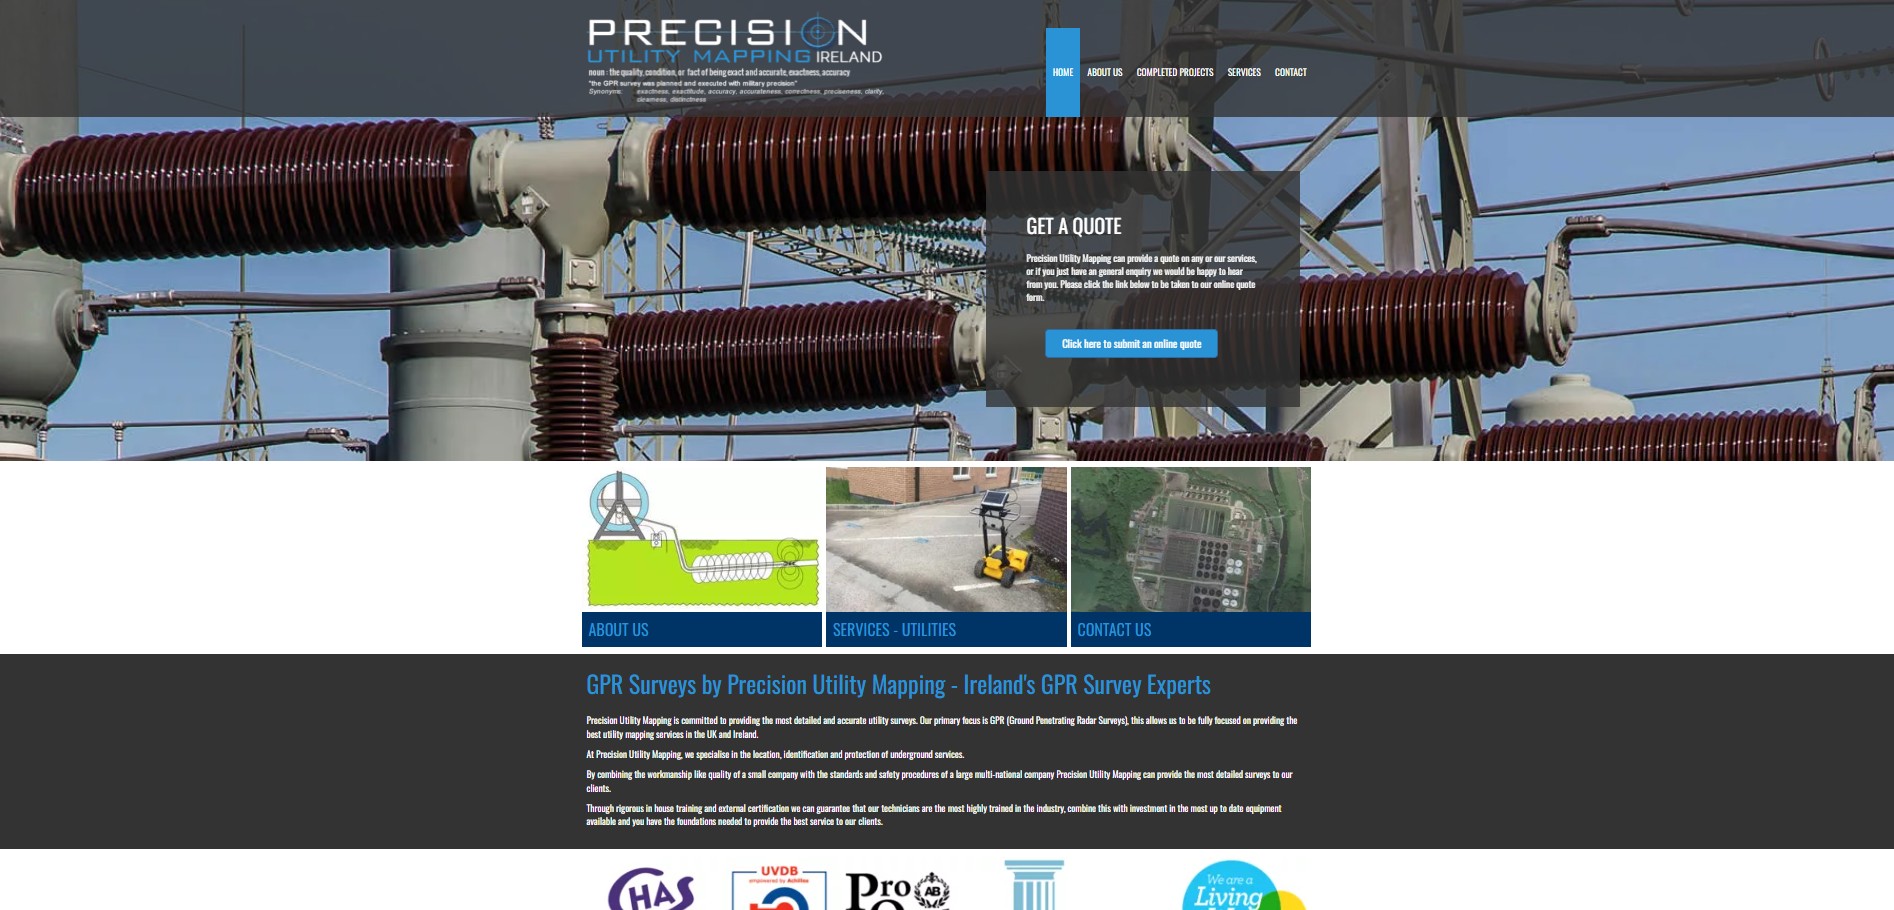 PRECISION
UTILITY MAPPING IRELAND
noun : the quality, condition, or fact of being exact and accurate, exactness, accuracy
"the GPR survey was planned and executed with military precision"
Synonyms: exactness, exactitude, accuracy, accurateness, correctness, preciseness, clarity,
clearness, distinctness
HOME ABOUT US COMPLETED PROJECTS SERVICES CONTACT
GET A QUOTE
Precision Utility Mapping can provide a quote on any or our services,
or if you just have an general enquiry we would be happy to hear
from you. Please click the link below to be taken to our online quote
form.
Click here to submit an online quote
ABOUT US
SERVICES - UTILITIES
CONTACT US
GPR Surveys by Precision Utility Mapping - Ireland's GPR Survey Experts
Precision Utility Mapping is committed to providing the most detailed and accurate utility surveys. Our primary focus is GPR (Ground Penetrating Radar Surveys), this allows us to be fully focused on providing the
best utility mapping services in the UK and Ireland.
At Precision Utility Mapping, we specialise in the location, identification and protection of underground services.
By combining the workmanship like quality of a small company with the standards and safety procedures of a large multi-national company Precision Utility Mapping can provide the most detailed surveys to our
clients.
Through rigorous in house training and external certification we can guarantee that our technicians are the most highly trained in the industry, combine this with investment in the most up to date equipment
available and you have the foundations needed to provide the best service to our clients.
CHAS
UVDB
empowered by Achilles
Pro
AB
We are a
Living